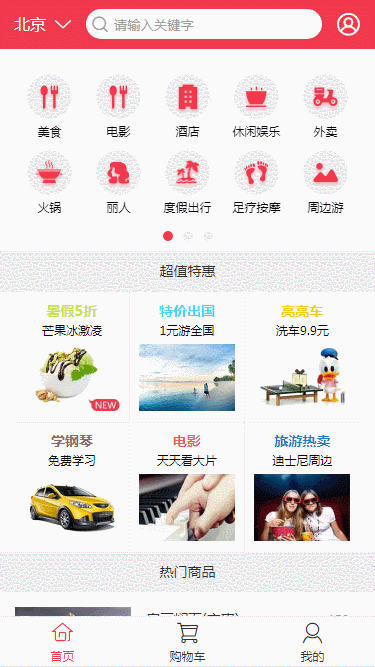 北京 请输入关键字
美食 电影 酒店 休闲娱乐 外卖
火锅 丽人 度假出行 足疗按摩 周边游
超值特惠
暑假5折 特价出国 高高车
芒果冰激凌 1元游全国 洗车9.9元
NEW
学钢琴 电影 旅游热卖
免费学习 天天看大片 迪士尼周边
热门商品
首页 购物车 我的